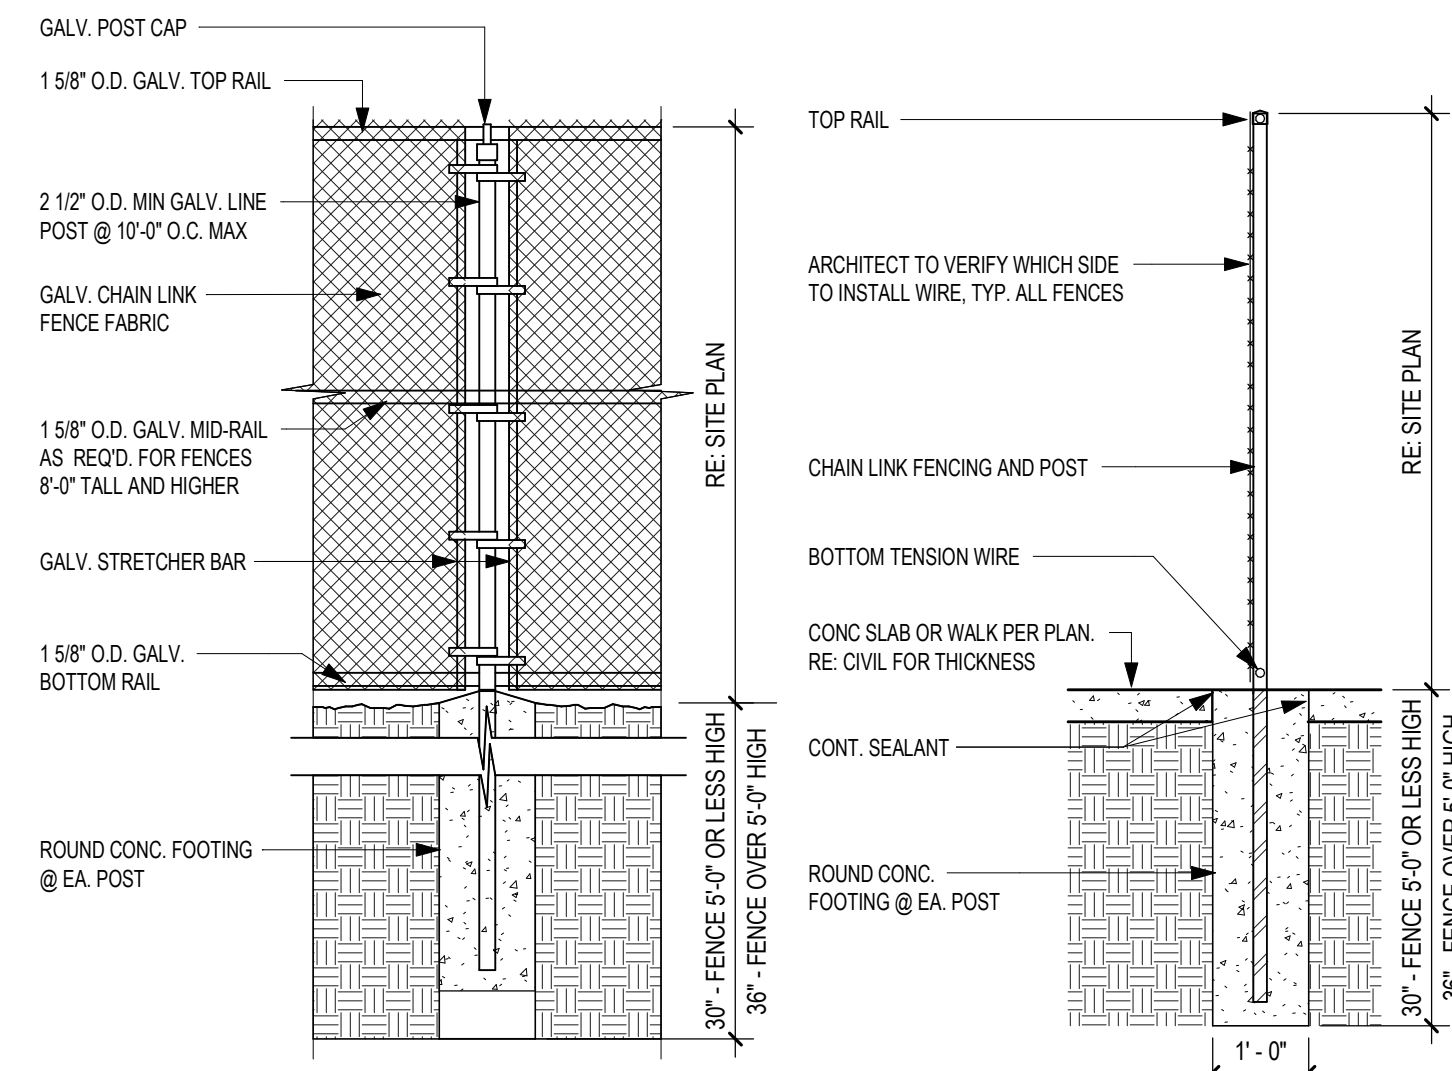 GALV. POST CAP
1 5/8" O.D. GALV. TOP RAIL
2 1/2" O.D. MIN GALV. LINE
POST @ 10'-0" O.C. MAX
GALV. CHAIN LINK
FENCE FABRIC
1 5/8" O.D. GALV. MID-RAIL
AS REQ'D. FOR FENCES
8'-0" TALL AND HIGHER
GALV. STRETCHER BAR
1 5/8" O.D. GALV.
BOTTOM RAIL
ROUND CONC. FOOTING
@ EA. POST
RE: SITE PLAN
30" - FENCE 5'-0" OR LESS HIGH
36" - FENCE OVER 5'-0" HIGH
TOP RAIL
ARCHITECT TO VERIFY WHICH SIDE
TO INSTALL WIRE, TYP. ALL FENCES
CHAIN LINK FENCING AND POST
BOTTOM TENSION WIRE
CONC SLAB OR WALK PER PLAN.
RE: CIVIL FOR THICKNESS
CONT. SEALANT
ROUND CONC.
FOOTING @ EA. POST
RE: SITE PLAN
30" - FENCE 5'-0" OR LESS HIGH
36" - FENCE OVER 5'-0" HIGH
1' - 0"